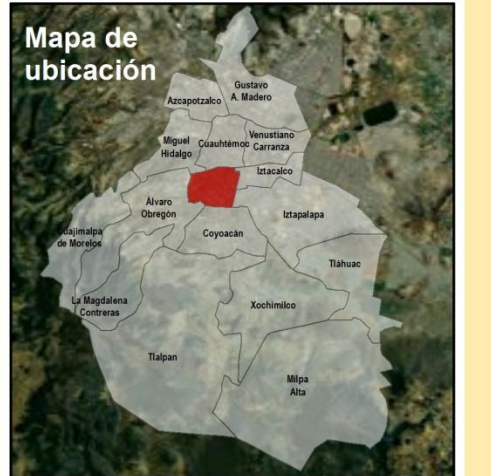 Mapa de
ubicación
Gustavo
A. Madero
Azcapotzalco
Miguel
Hidalgo
Cuauhtémoc
Venustiano
Carranza
Iztacalco
Álvaro
Obregón
Iztapalapa
Cuajimalpa
de Morelos
Coyoacán
Tláhuac
La Magdalena
Contreras
Xochimilco
Tlalpan
Milpa
Alta